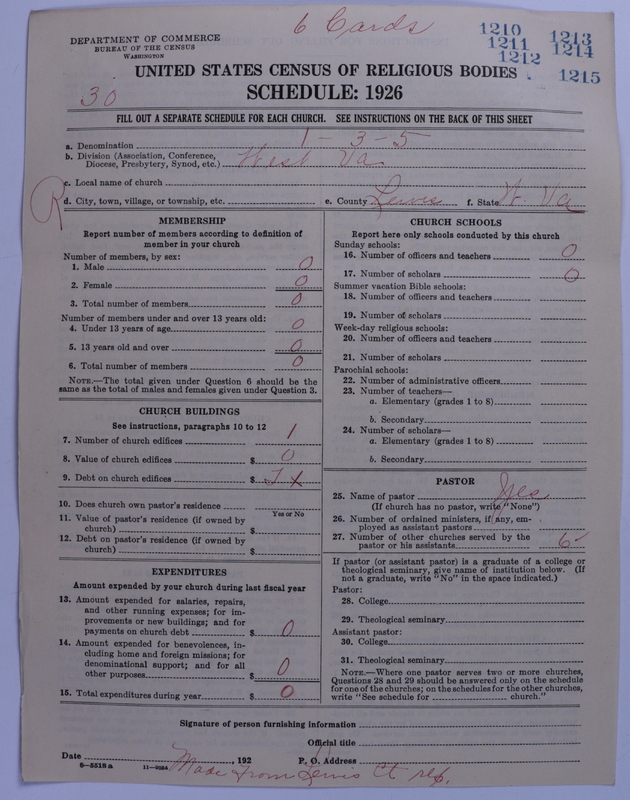 6 Cards
1210 1213
1211 1214
1212
1215
DEPARTMENT OF COMMERCE
BUREAU OF THE CENSUS
WASHINGTON
UNITED STATES CENSUS OF RELIGIOUS BODIES
30
SCHEDULE: 1926
FILL OUT A SEPARATE SCHEDULE FOR EACH CHURCH. SEE INSTRUCTIONS ON THE BACK OF THIS SHEET
a. Denomination 1-3-5
b. Division (Association, Conference,
Diocese, Presbytery, Synod, etc.) West Va
c. Local name of church
R
d. City, town, village, or township, etc. e. County Lewis f. State W. Va
MEMBERSHIP
Report number of members according to definition of
member in your church
Number of members, by sex:
1. Male 0
2. Female 0
3. Total number of members 0
Number of members under and over 13 years old:
4. Under 13 years of age 0
5. 13 years old and over 0
6. Total number of members 0
NOTE.—The total given under Question 6 should be the
same as the total of males and females given under Question 3.
CHURCH BUILDINGS
See instructions, paragraphs 10 to 12
7. Number of church edifices 1
8. Value of church edifices $ 0
9. Debt on church edifices $
10. Does church own pastor's residence
Yes or No
11. Value of pastor's residence (if owned by
church) $
12. Debt on pastor's residence (if owned by
church) $
EXPENDITURES
Amount expended by your church during last fiscal year
13. Amount expended for salaries, repairs,
and other running expenses; for im-
provements or new buildings; and for
payments on church debt $ 0
14. Amount expended for benevolences, in-
cluding home and foreign missions; for
denominational support; and for all
other purposes $ 0
15. Total expenditures during year $ 0
CHURCH SCHOOLS
Report here only schools conducted by this church
Sunday schools:
16. Number of officers and teachers 0
17. Number of scholars 0
Summer vacation Bible schools:
18. Number of officers and teachers
19. Number of scholars
Week-day religious schools:
20. Number of officers and teachers
21. Number of scholars
Parochial schools:
22. Number of administrative officers
23. Number of teachers—
a. Elementary (grades 1 to 8)
b. Secondary
24. Number of scholars—
a. Elementary (grades 1 to 8)
b. Secondary
PASTOR
25. Name of pastor Yes
(If church has no pastor, write "None")
26. Number of ordained ministers, if any, em-
ployed as assistant pastors
27. Number of other churches served by the
pastor or his assistants 6
If pastor (or assistant pastor) is a graduate of a college or
theological seminary, give name of institution below. (If
not a graduate, write "No" in the space indicated.)
Pastor:
28. College
29. Theological seminary
Assistant pastor:
30. College
31. Theological seminary
NOTE.—Where one pastor serves two or more churches,
Questions 28 and 29 should be answered only on the schedule
for one of the churches; on the schedules for the other churches,
write "See schedule for church."
Signature of person furnishing information
Official title
Date , 192 P. O. Address
8—5518a 11—9084
Made From Lewis Ct rep.